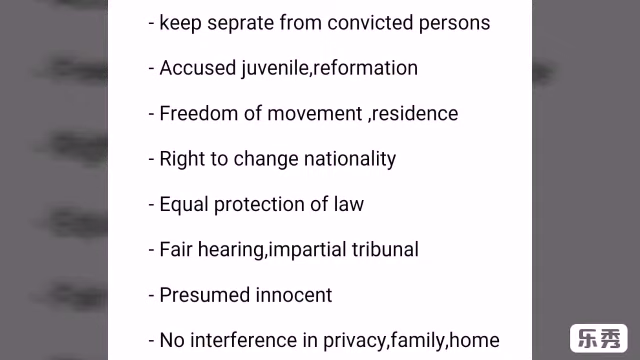 - keep seprate from convicted persons
- Accused juvenile,reformation
- Freedom of movement ,residence
- Right to change nationality
- Equal protection of law
- Fair hearing,impartial tribunal
- Presumed innocent
- No interference in privacy,family,home
乐秀